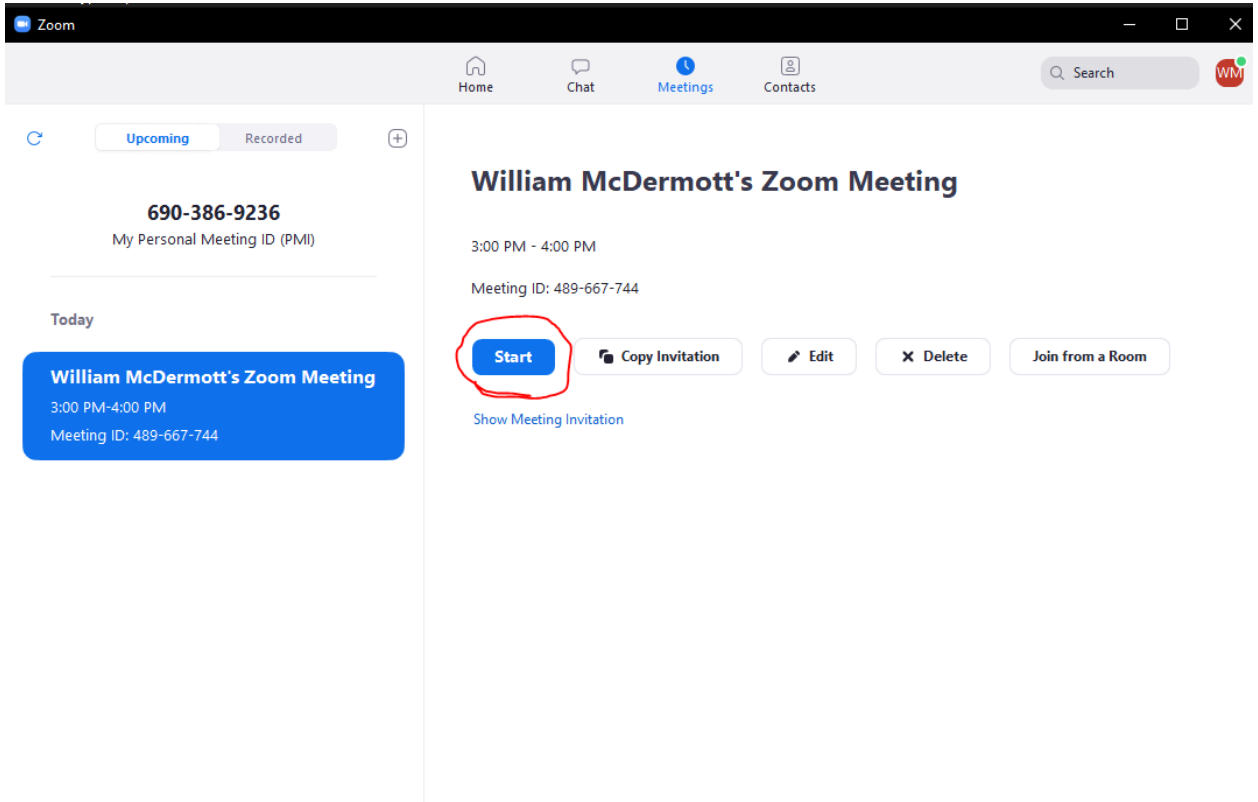 Zoom
Home Chat Meetings Contacts
Search
WM
Upcoming Recorded
690-386-9236
My Personal Meeting ID (PMI)
Today
William McDermott's Zoom Meeting
3:00 PM-4:00 PM
Meeting ID: 489-667-744
William McDermott's Zoom Meeting
3:00 PM - 4:00 PM
Meeting ID: 489-667-744
Start Copy Invitation Edit Delete Join from a Room
Show Meeting Invitation